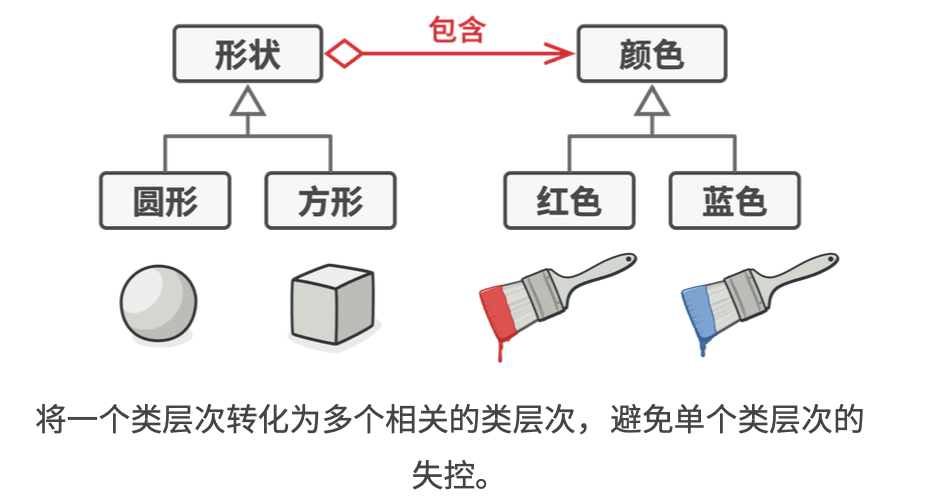 包含
形状
颜色
圆形
方形
红色
蓝色
将一个类层次转化为多个相关的类层次，避免单个类层次的
失控。